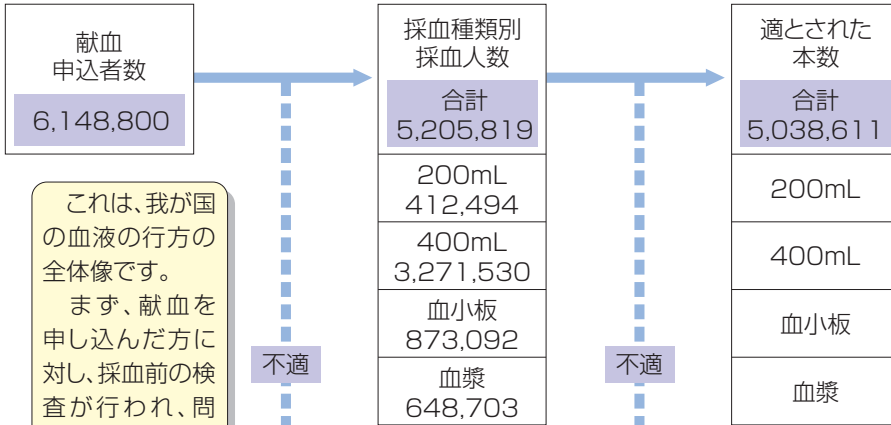 献血
申込者数
6,148,800
これは、我が国
の血液の行方の
全体像です。
まず、献血を
申し込んだ方に
対し、採血前の検
査が行われ、問
不適
採血種類別
採血人数
合計
5,205,819
200mL
412,494
400mL
3,271,530
血小板
873,092
血漿
648,703
不適
適とされた
本数
合計
5,038,611
200mL
400mL
血小板
血漿